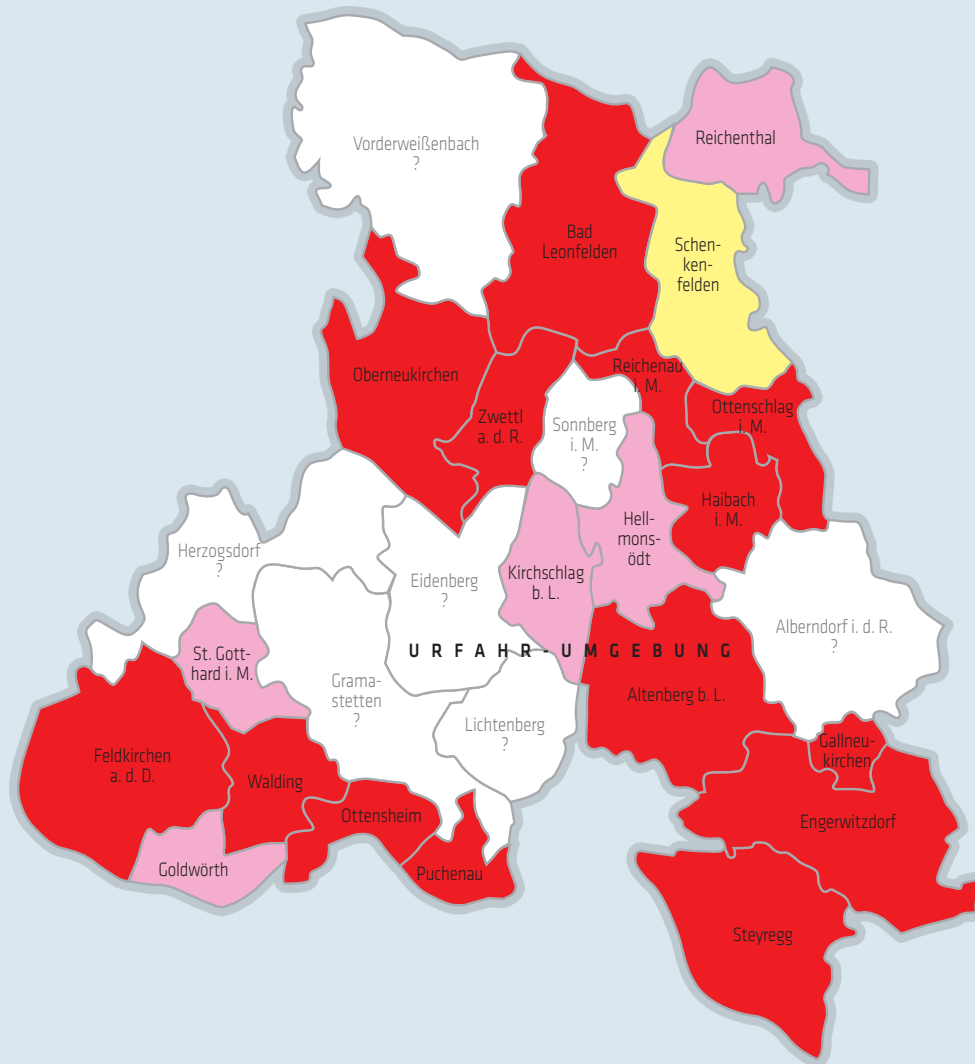 Vorderweißenbach
?
Reichenthal
Bad
Leonfelden
Schen-
ken-
felden
Oberneukirchen
Reichenau
i. M.
Zwettl
a. d. R.
Sonnberg
i. M.
?
Ottenschlag
i. M.
Haibach
i. M.
Hell-
mons-
ödt
Herzogsdorf
?
Eidenberg
?
Kirchschlag
b. L.
Alberndorf i. d. R.
?
St. Gott-
hard i. M.
URFAHR-UMGEBUNG
Grama-
stetten
?
Altenberg b. L.
Lichtenberg
?
Feldkirchen
a. d. D.
Walding
Gallneu-
kirchen
Ottensheim
Engerwitzdorf
Goldwörth
Puchenau
Steyregg